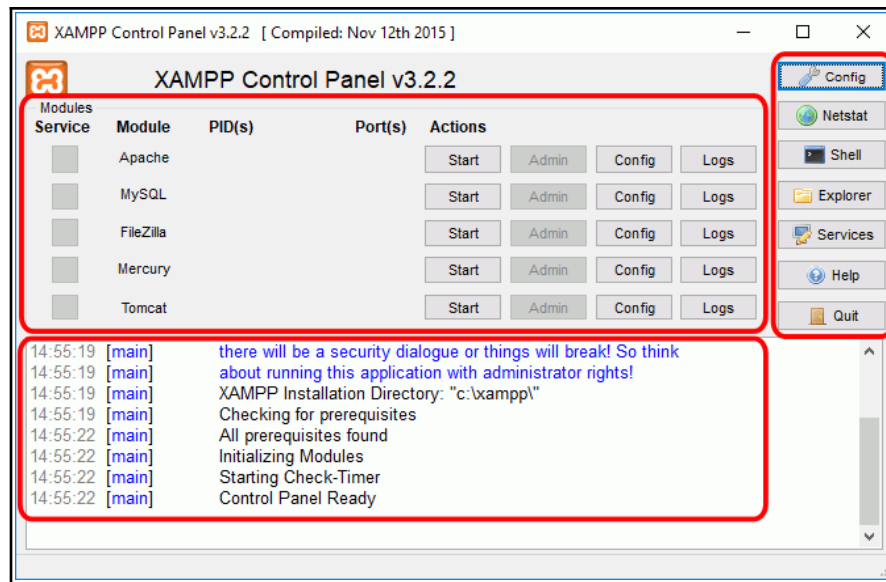 XAMPP Control Panel v3.2.2 [ Compiled: Nov 12th 2015 ]
XAMPP Control Panel v3.2.2
Modules
Service Module PID(s) Port(s) Actions
Apache Start Admin Config Logs
MySQL Start Admin Config Logs
FileZilla Start Admin Config Logs
Mercury Start Admin Config Logs
Tomcat Start Admin Config Logs
Config
Netstat
Shell
Explorer
Services
Help
Quit
14:55:19 [main] there will be a security dialogue or things will break! So think
14:55:19 [main] about running this application with administrator rights!
14:55:19 [main] XAMPP Installation Directory: "c:\xampp\"
14:55:19 [main] Checking for prerequisites
14:55:22 [main] All prerequisites found
14:55:22 [main] Initializing Modules
14:55:22 [main] Starting Check-Timer
14:55:22 [main] Control Panel Ready